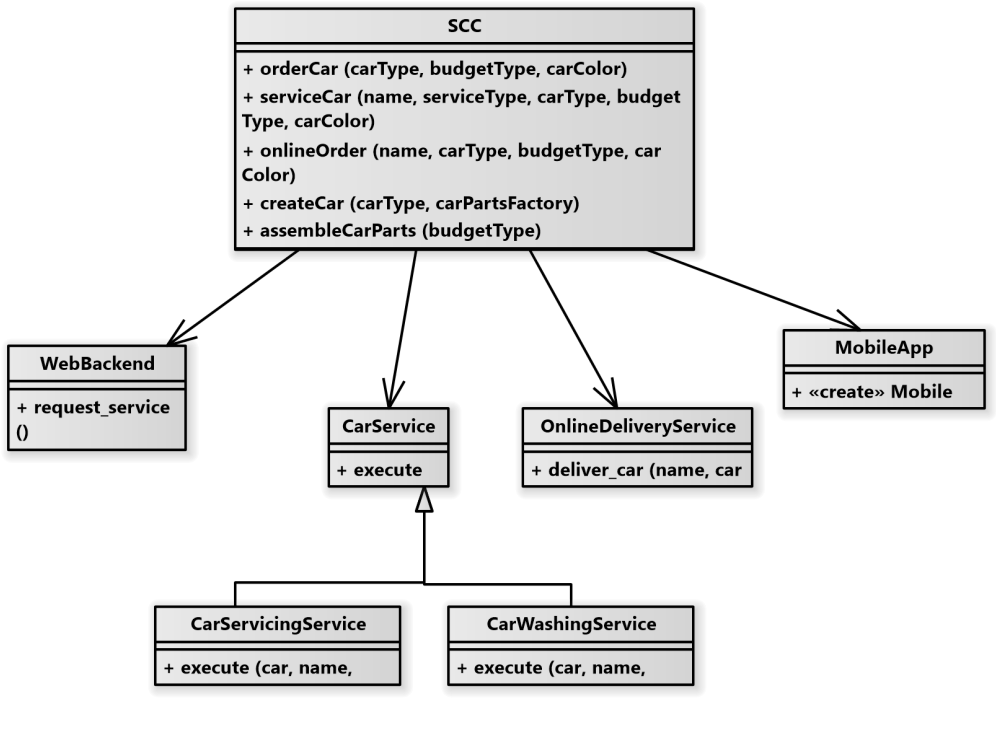 SCC
+ orderCar (carType, budgetType, carColor)
+ serviceCar (name, serviceType, carType, budget
Type, carColor)
+ onlineOrder (name, carType, budgetType, car
Color)
+ createCar (carType, carPartsFactory)
+ assembleCarParts (budgetType)
WebBackend
+ request_service
()
CarService
+ execute
OnlineDeliveryService
+ deliver_car (name, car
MobileApp
+ «create» Mobile
CarServicingService
+ execute (car, name,
CarWashingService
+ execute (car, name,